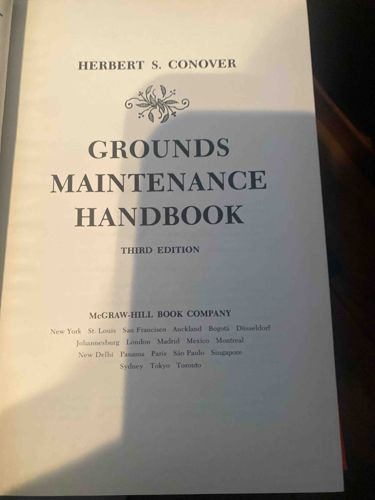 HERBERT S. CONOVER
GROUNDS
MAINTENANCE
HANDBOOK
THIRD EDITION
McGRAW-HILL BOOK COMPANY
New York St. Louis San Francisco Auckland Bogotá Düsseldorf
Johannesburg London Madrid Mexico Montreal
New Delhi Panama Paris São Paulo Singapore
Sydney Tokyo Toronto